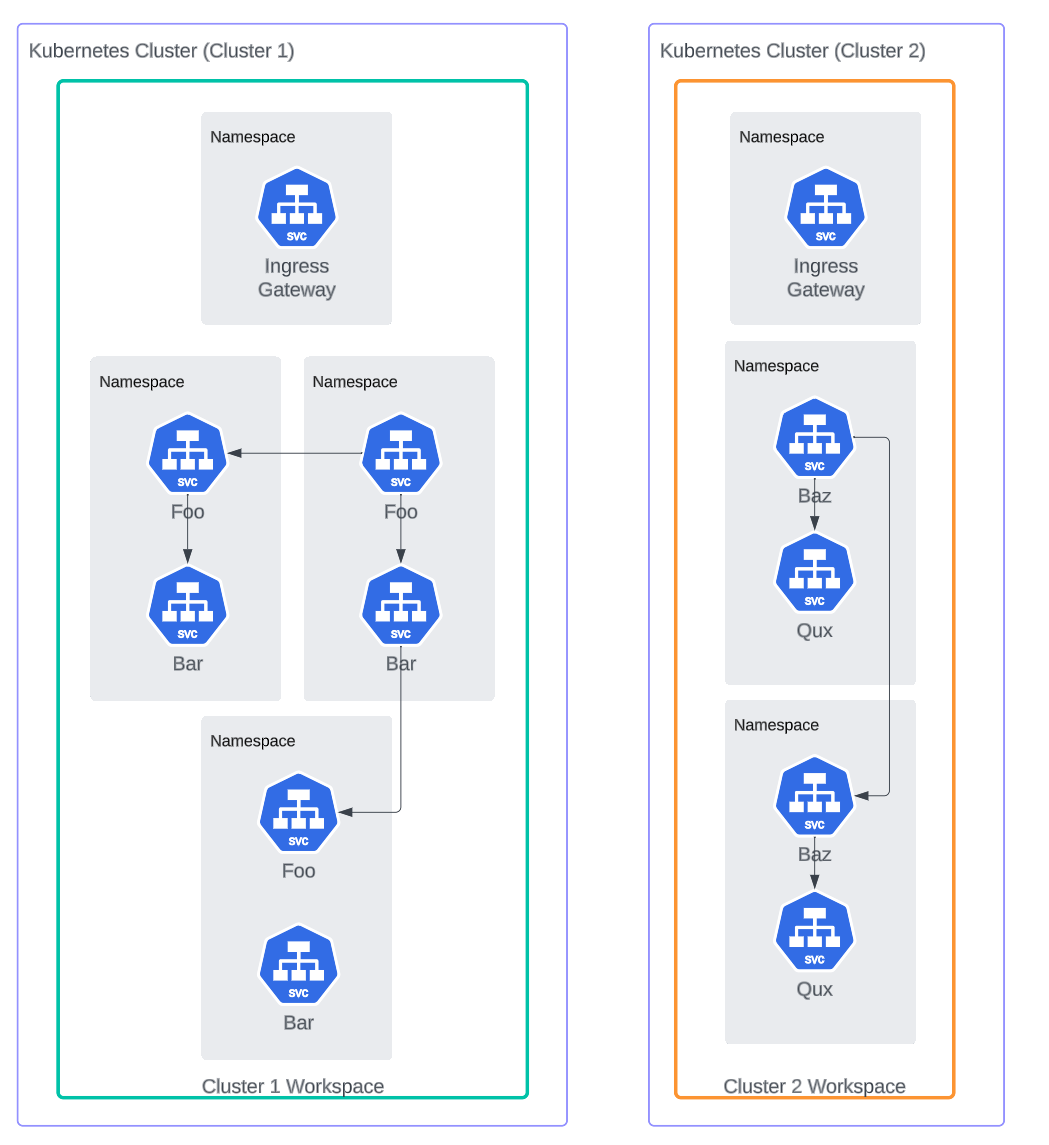 Kubernetes Cluster (Cluster 1)
Namespace
SVC
Ingress
Gateway
Namespace
SVC
Foo
SVC
Bar
Namespace
SVC
Foo
SVC
Bar
Namespace
SVC
Foo
SVC
Bar
Cluster 1 Workspace
Kubernetes Cluster (Cluster 2)
Namespace
SVC
Ingress
Gateway
Namespace
SVC
Baz
SVC
Qux
Namespace
SVC
Baz
SVC
Qux
Cluster 2 Workspace